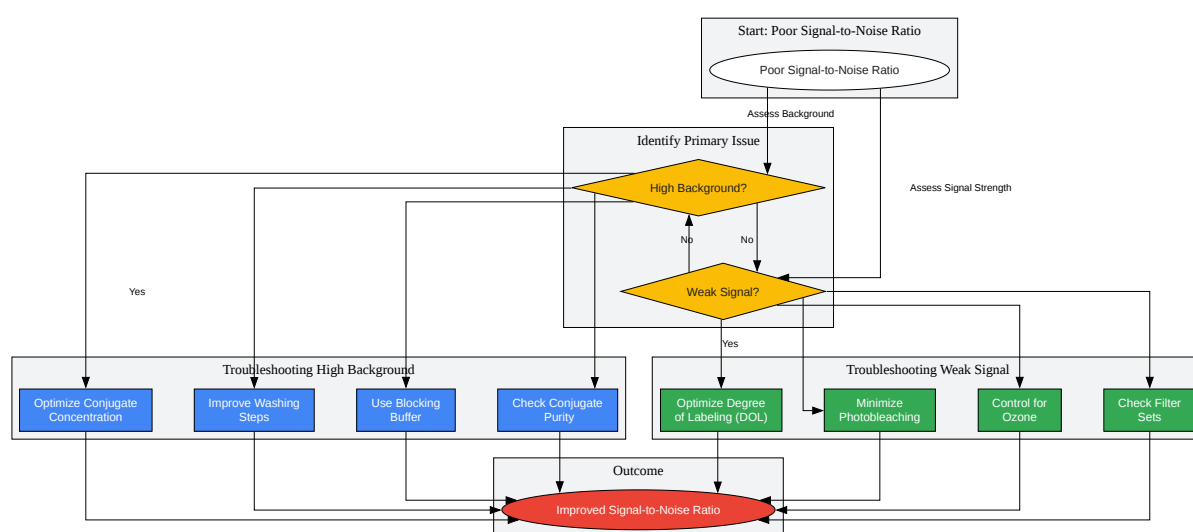 Start: Poor Signal-to-Noise Ratio
Poor Signal-to-Noise Ratio
Assess Background
Identify Primary Issue
High Background?
Assess Signal Strength
No
No
Weak Signal?
Yes
Yes
Troubleshooting High Background
Optimize Conjugate
Concentration
Improve Washing
Steps
Use Blocking
Buffer
Check Conjugate
Purity
Troubleshooting Weak Signal
Optimize Degree
of Labeling (DOL)
Minimize
Photobleaching
Control for
Ozone
Check Filter
Sets
Outcome
Improved Signal-to-Noise Ratio